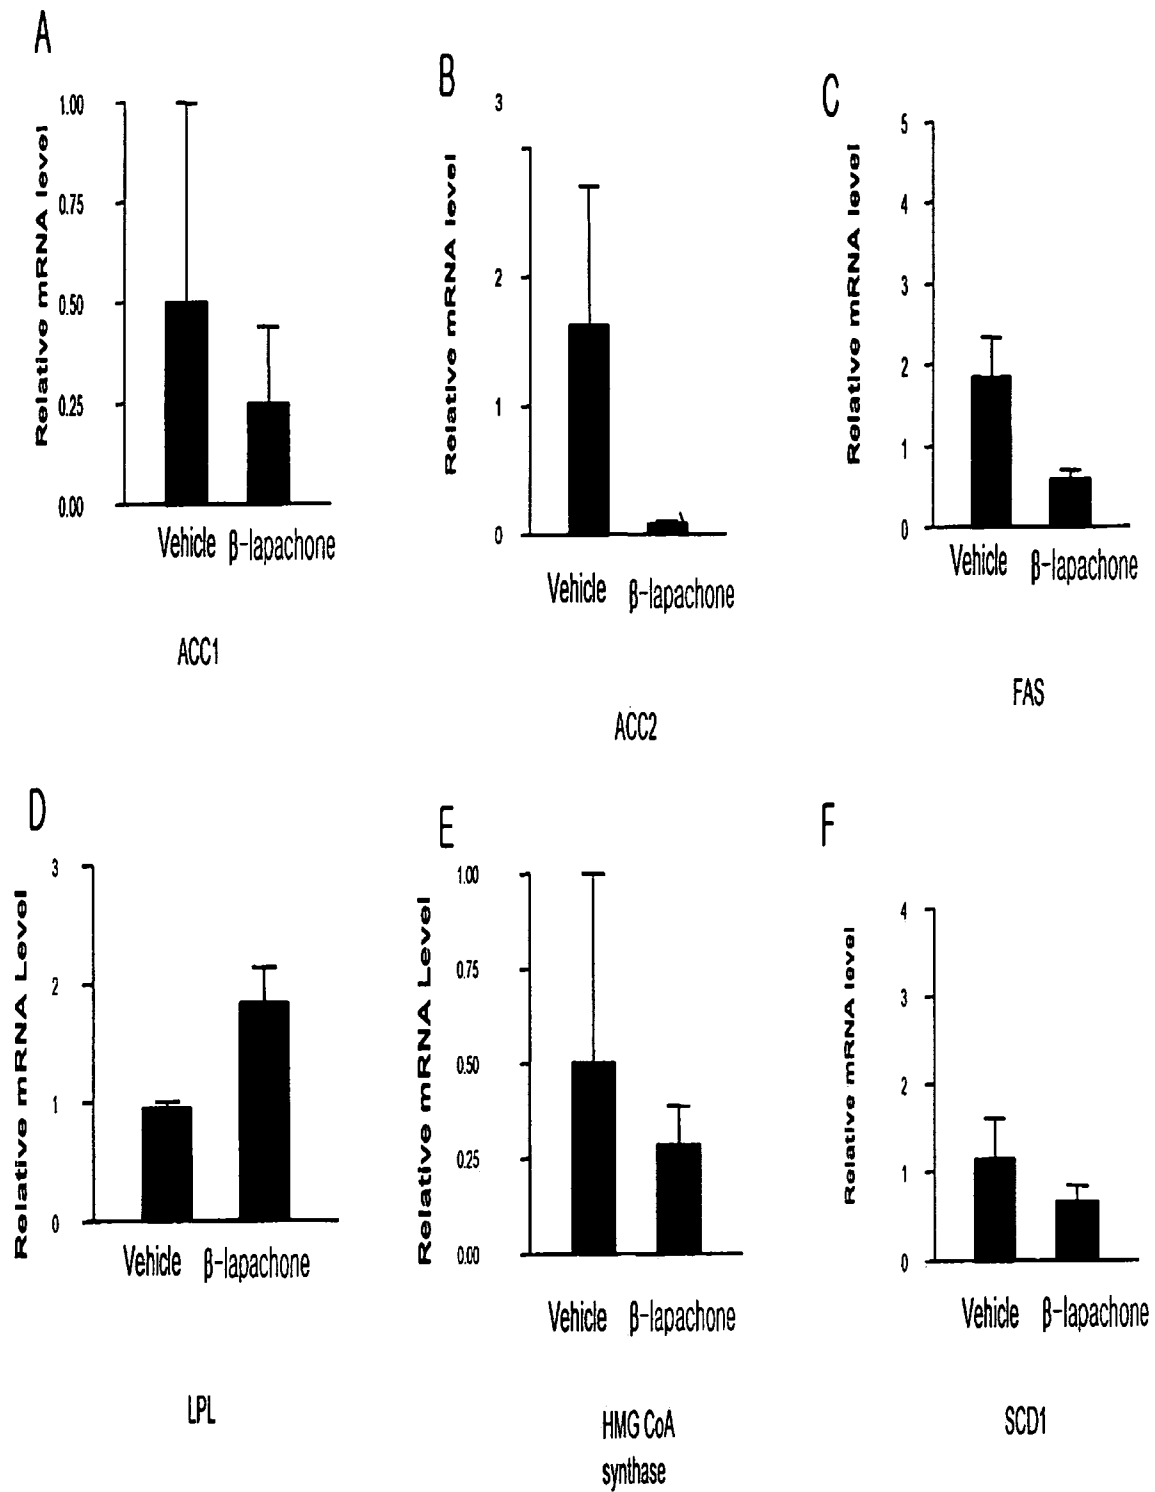 A
Relative mRNA level
1.00
0.75
0.50
0.25
0.00
Vehicle β-lapachone
ACC1
B
Relative mRNA level
3
2
1
0
Vehicle β-lapachone
ACC2
C
Relative mRNA level
5
4
3
2
1
0
Vehicle β-lapachone
FAS
D
Relative mRNA Level
3
2
1
0
Vehicle β-lapachone
LPL
E
Relative mRNA Level
1.00
0.75
0.50
0.25
0.00
Vehicle β-lapachone
HMG CoA
synthase
F
Relative mRNA level
4
3
2
1
0
Vehicle β-lapachone
SCD1